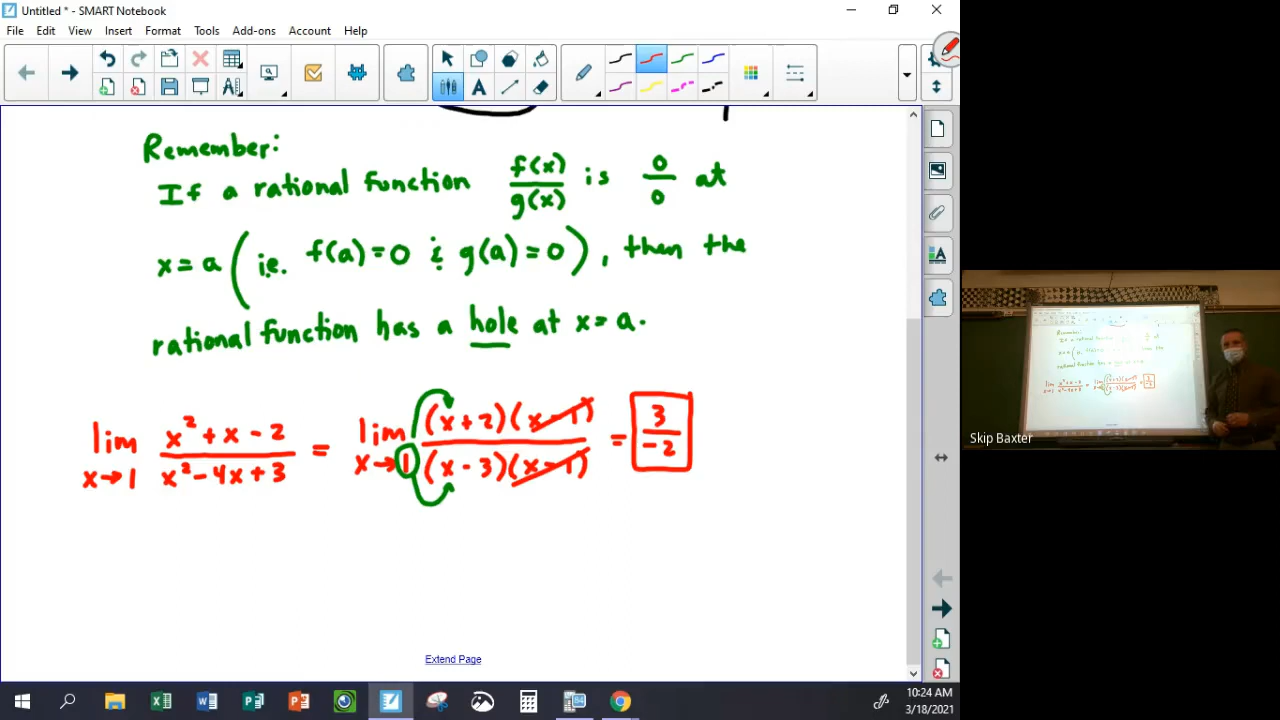 Untitled * - SMART Notebook
File Edit View Insert Format Tools Add-ons Account Help
Remember:
If a rational function f(x)/g(x) is 0/0 at
x = a (i.e. f(a) = 0 & g(a) = 0), then the
rational function has a hole at x = a.
lim x→1 (x² + x - 2)/(x² - 4x + 3) = lim x→1 (x + 2)(x - 1)/(x - 3)(x - 1) = 3/-2
Extend Page
Skip Baxter
10:24 AM
3/18/2021